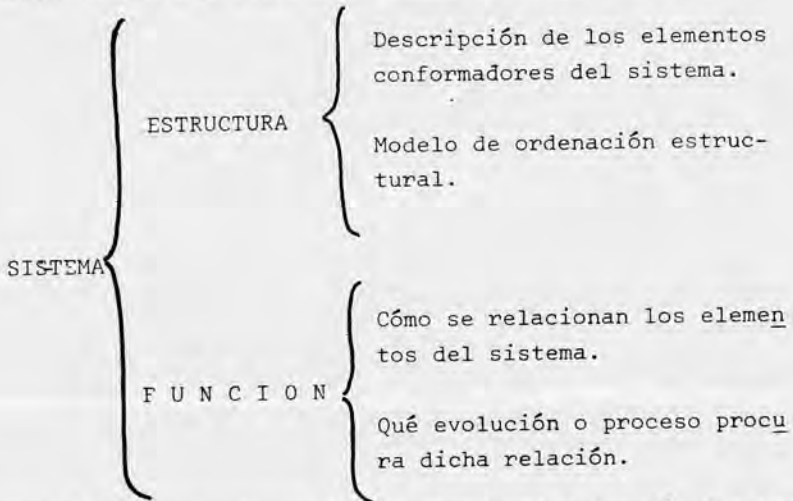 Descripción de los elementos
conformadores del sistema.
ESTRUCTURA
Modelo de ordenación estruc-
tural.
SISTEMA
Cómo se relacionan los elemen
tos del sistema.
F U N C I O N
Qué evolución o proceso procu
ra dicha relación.